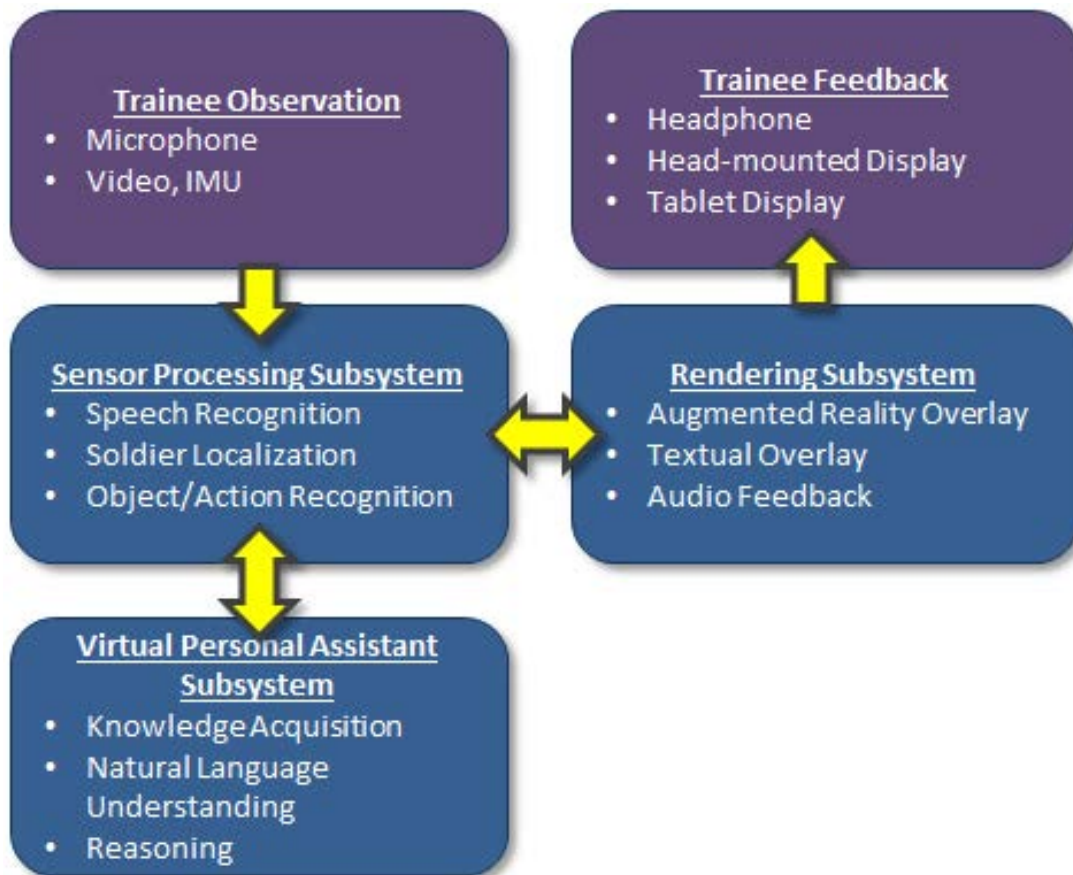 Trainee Observation
• Microphone
• Video, IMU
Trainee Feedback
• Headphone
• Head-mounted Display
• Tablet Display
Sensor Processing Subsystem
• Speech Recognition
• Soldier Localization
• Object/Action Recognition
Rendering Subsystem
• Augmented Reality Overlay
• Textual Overlay
• Audio Feedback
Virtual Personal Assistant
Subsystem
• Knowledge Acquisition
• Natural Language
Understanding
• Reasoning